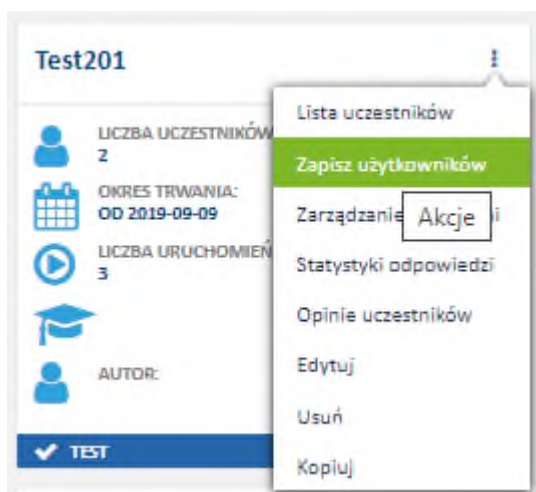 Test201
LICZBA UCZESTNIKÓW
2
OKRES TRWANIA:
OD 2019-09-09
LICZBA URUCHOMIEŃ
3
AUTOR:
TEST
Lista uczestników
Zapisz użytkowników
Zarządzanie
Akcje
Statystyki odpowiedzi
Opinie uczestników
Edytuj
Usuń
Kopiuj